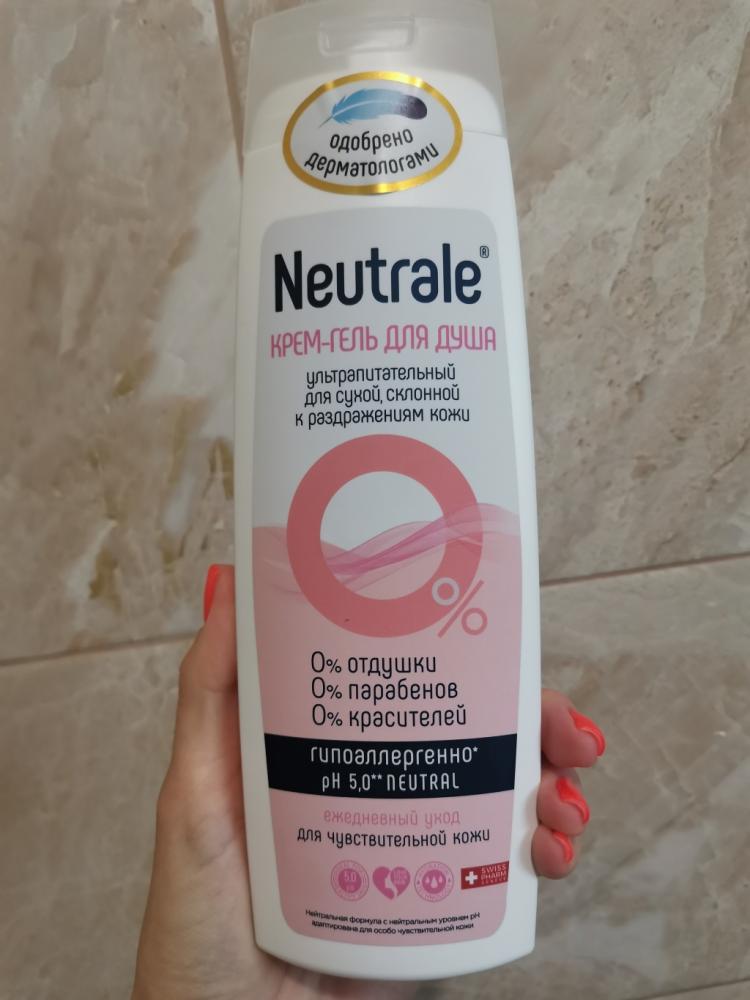 одобрено
дерматологами
Neutrale®
КРЕМ-ГЕЛЬ ДЛЯ ДУША
ультрапитательный
для сухой, склонной
к раздражениям кожи
0%
0% отдушки
0% парабенов
0% красителей
гипоаллергенно*
pH 5,0** NEUTRAL
ежедневный уход
для чувствительной кожи
5.0
SWISS
PHARM
Нейтральная формула с нейтральным уровнем pH
адаптирована для особо чувствительной кожи